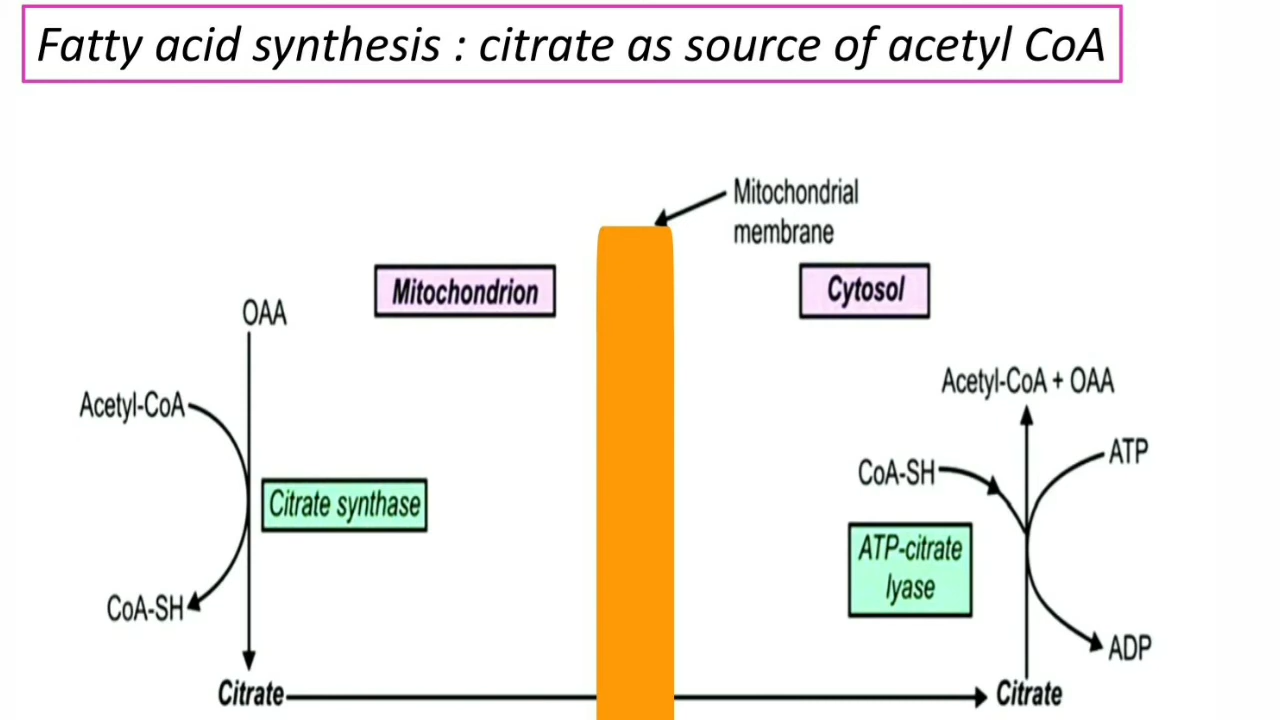 Fatty acid synthesis : citrate as source of acetyl CoA
Mitochondrial
membrane
Mitochondrion
Cytosol
OAA
Acetyl-CoA
Citrate synthase
CoA-SH
Citrate
Acetyl-CoA + OAA
CoA-SH
ATP
ATP-citrate
lyase
ADP
Citrate